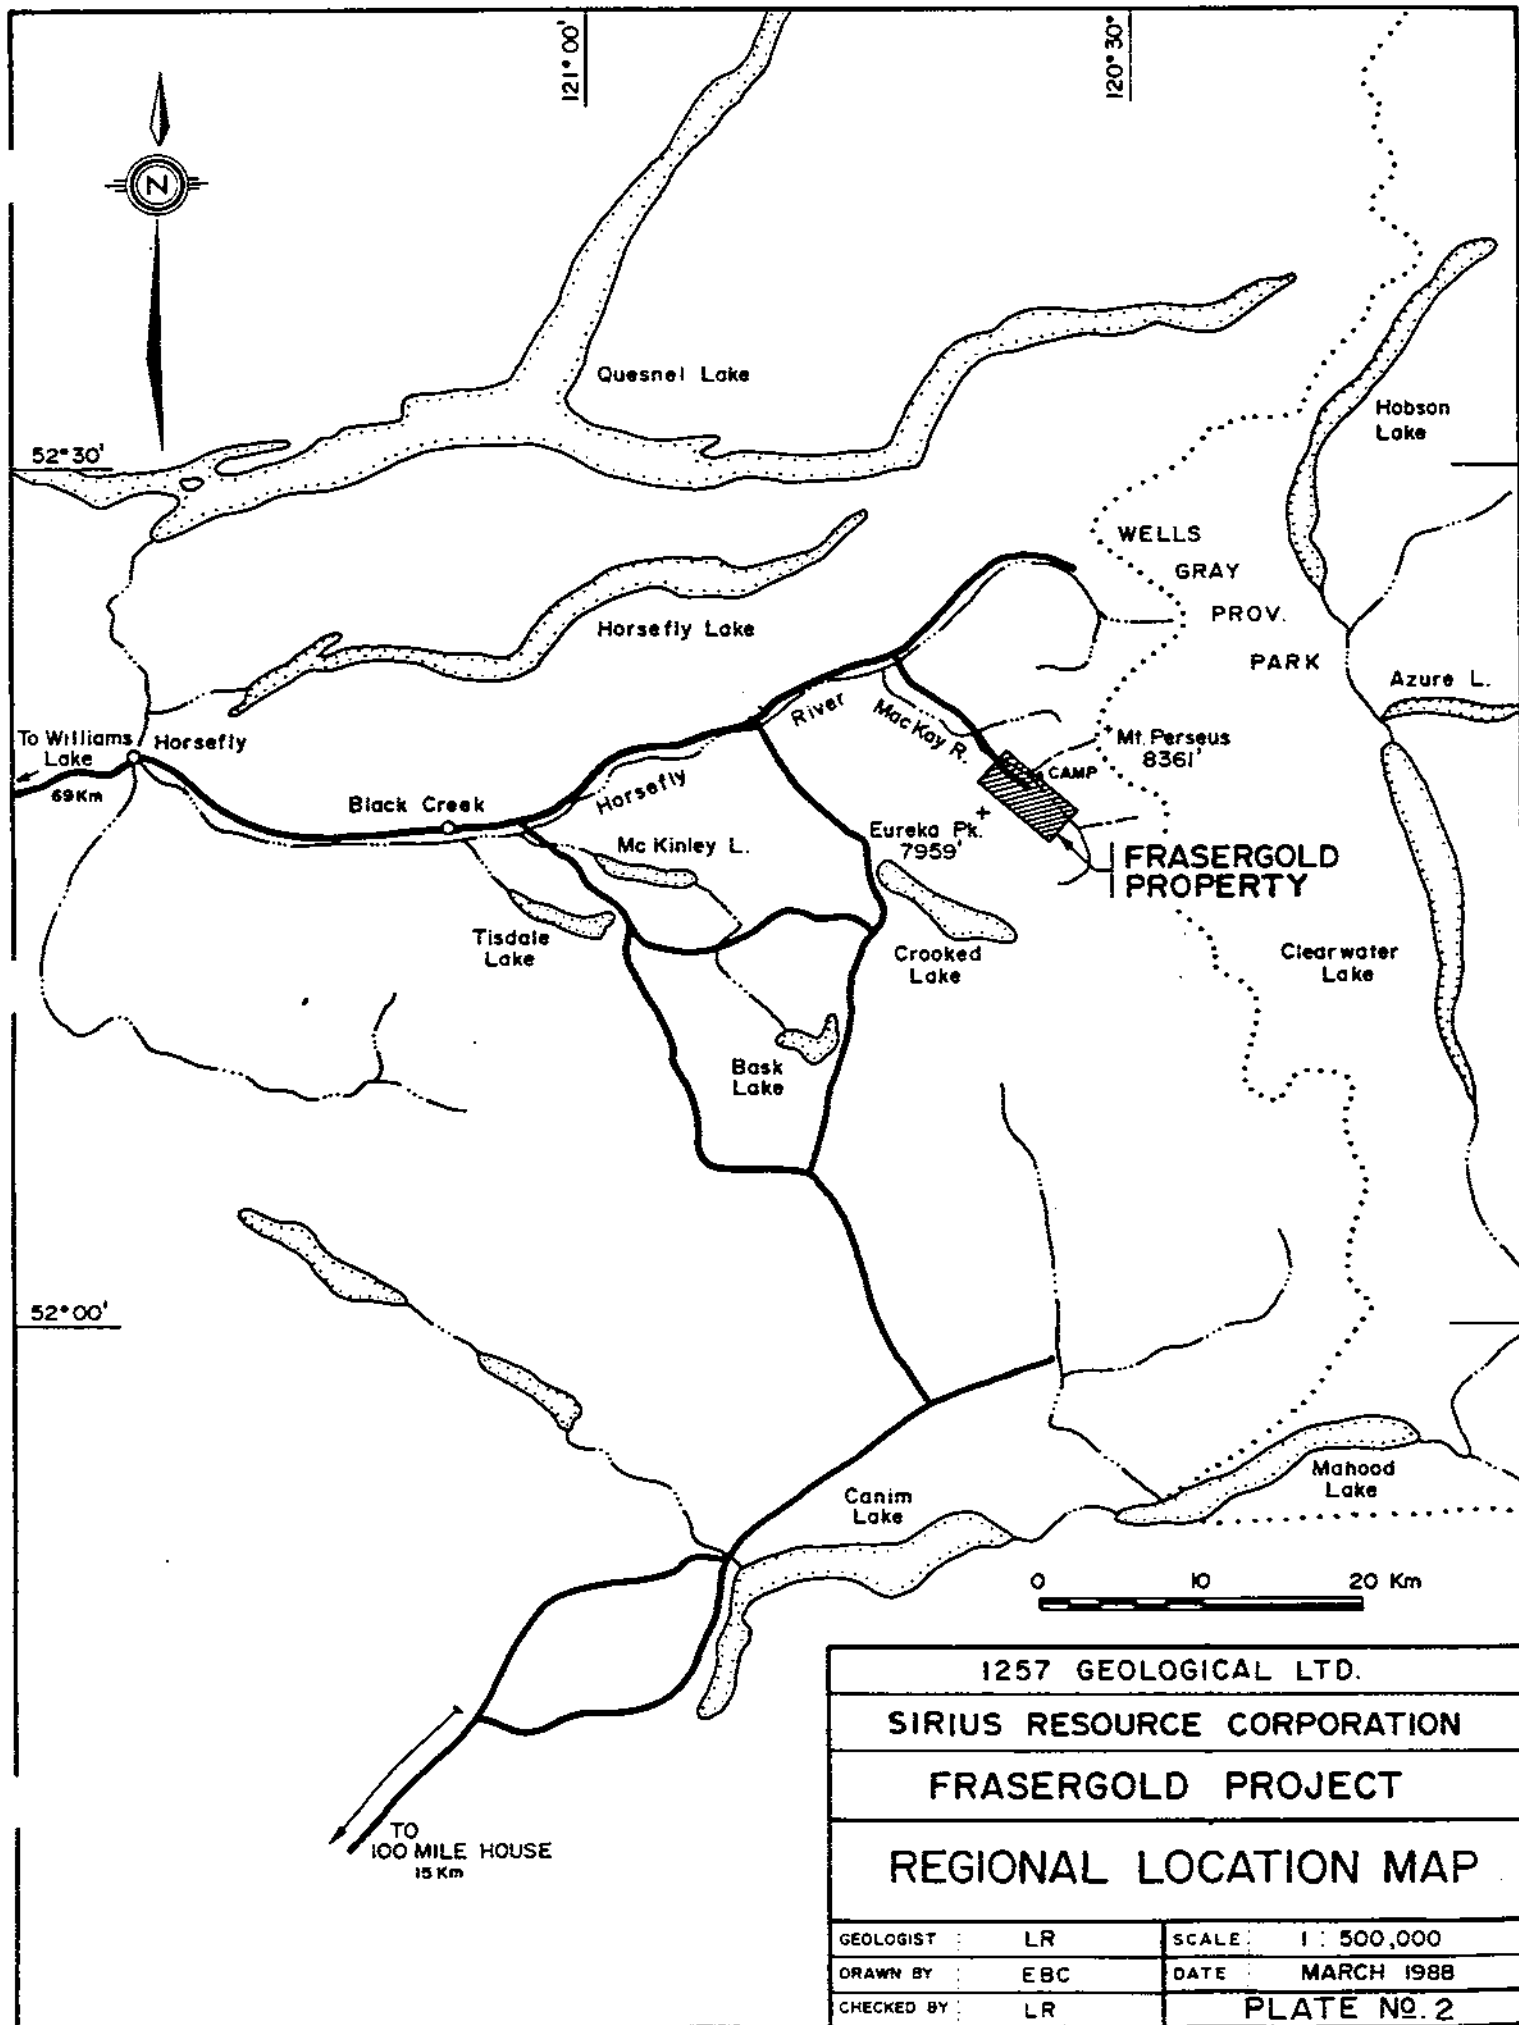 121° 00'
120° 30'
N
Quesnel Lake
Hobson
Lake
52° 30'
WELLS
GRAY
PROV.
PARK
Horsefly Lake
Azure L.
River
MacKay R.
To Williams
Lake
69 Km
Horsefly
Mt. Perseus
8361'
CAMP
Black Creek
Horsefly
Mc Kinley L.
Eureka Pk.
7959'
FRASERGOLD
PROPERTY
Tisdale
Lake
Crooked
Lake
Clearwater
Lake
Bask
Lake
52° 00'
Mahood
Lake
Canim
Lake
0 10 20 Km
TO
100 MILE HOUSE
15 Km
1257 GEOLOGICAL LTD.
SIRIUS RESOURCE CORPORATION
FRASERGOLD PROJECT
REGIONAL LOCATION MAP
GEOLOGIST : LR SCALE : 1 : 500,000
DRAWN BY : EBC DATE : MARCH 1988
CHECKED BY : LR PLATE No. 2